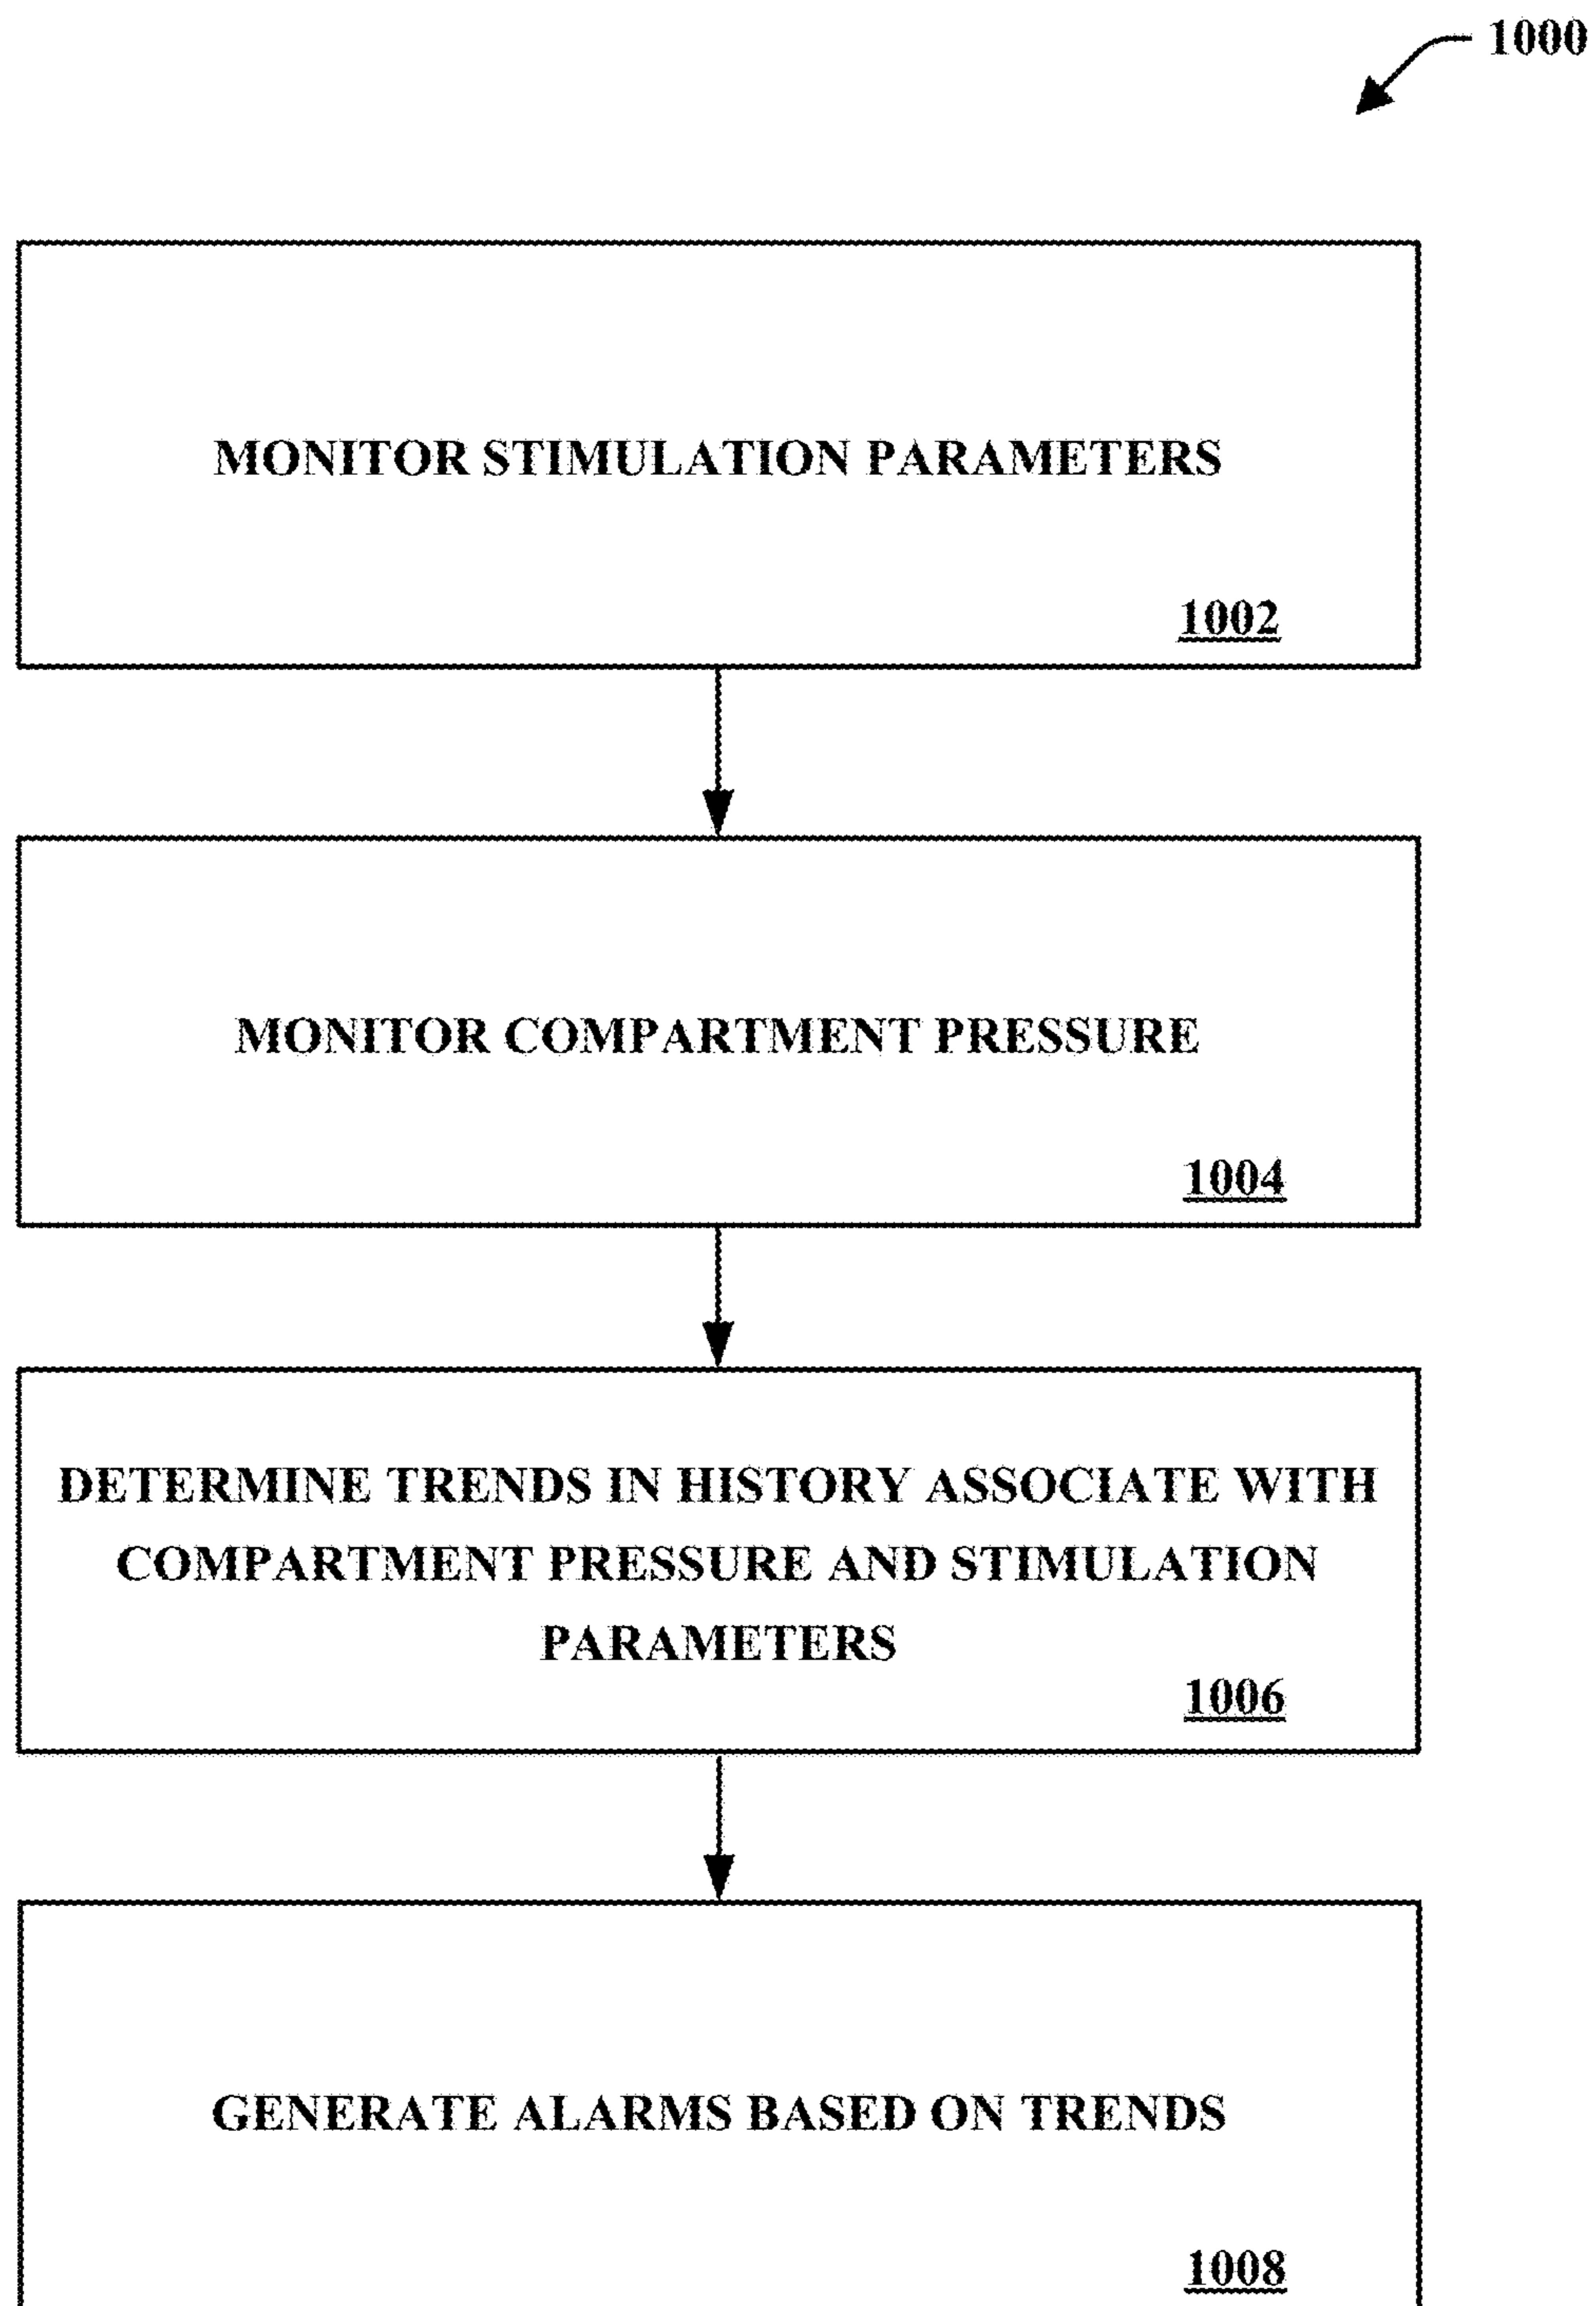 1000
MONITOR STIMULATION PARAMETERS
1002
MONITOR COMPARTMENT PRESSURE
1004
DETERMINE TRENDS IN HISTORY ASSOCIATE WITH
COMPARTMENT PRESSURE AND STIMULATION
PARAMETERS
1006
GENERATE ALARMS BASED ON TRENDS
1008